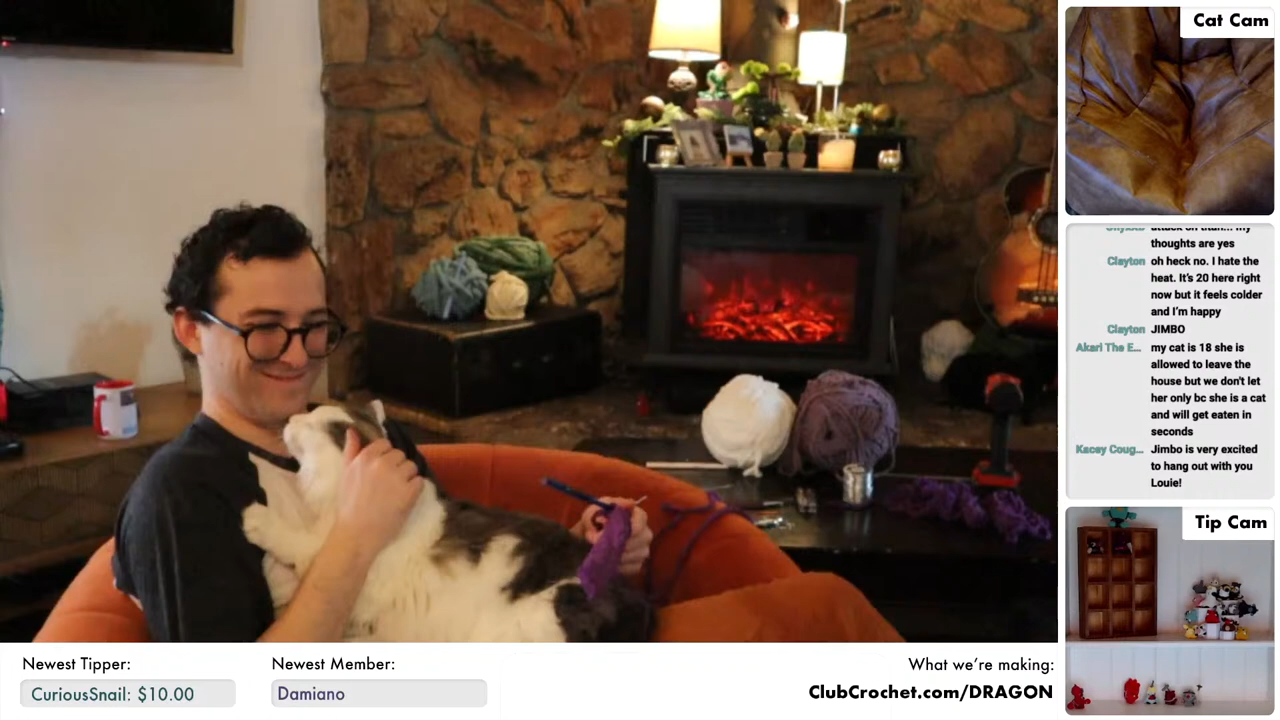 Cat Cam
thoughts are yes
Clayton oh heck no. I hate the
heat. It's 20 here right
now but it feels colder
and I'm happy
Clayton JIMBO
Akari The E... my cat is 18 she is
allowed to leave the
house but we don't let
her only bc she is a cat
and will get eaten in
seconds
Kacey Coug... Jimbo is very excited
to hang out with you
Louie!
Tip Cam
Newest Tipper:
CuriousSnail: $10.00
Newest Member:
Damiano
What we're making:
ClubCrochet.com/DRAGON